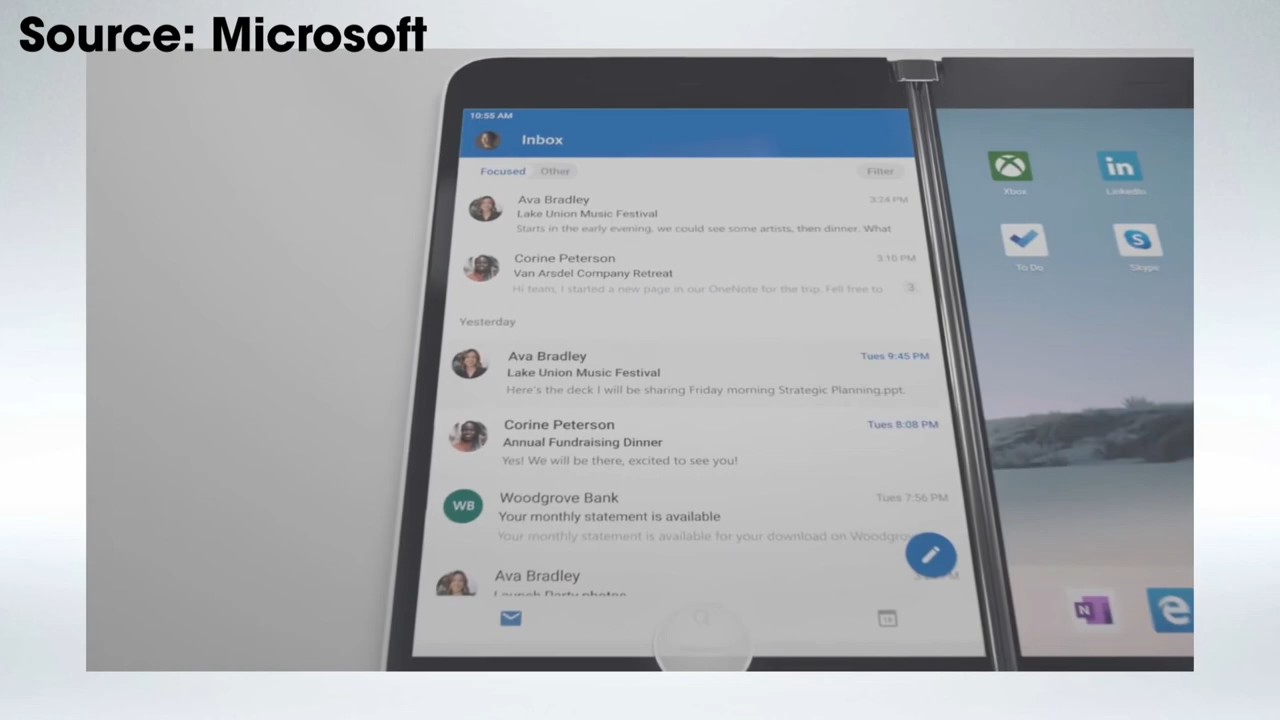 Source: Microsoft
10:55 AM
Inbox
Focused
Other
Filter
Ava Bradley
3:24 PM
Lake Union Music Festival
Starts in the early evening, we could see some artists, then dinner. What
Corine Peterson
3:10 PM
Van Arsdel Company Retreat
Hi team, I started a new page in our OneNote for the trip. Fell free to
3
Yesterday
Ava Bradley
Tues 9:45 PM
Lake Union Music Festival
Here's the deck I will be sharing Friday morning Strategic Planning.ppt.
Corine Peterson
Tues 8:08 PM
Annual Fundraising Dinner
Yes! We will be there, excited to see you!
WB
Woodgrove Bank
Tues 7:56 PM
Your monthly statement is available
Your monthly statement is available for your download on Woodgro
Ava Bradley
Launch Party photos
Xbox
in
LinkedIn
To Do
S
Skype
N